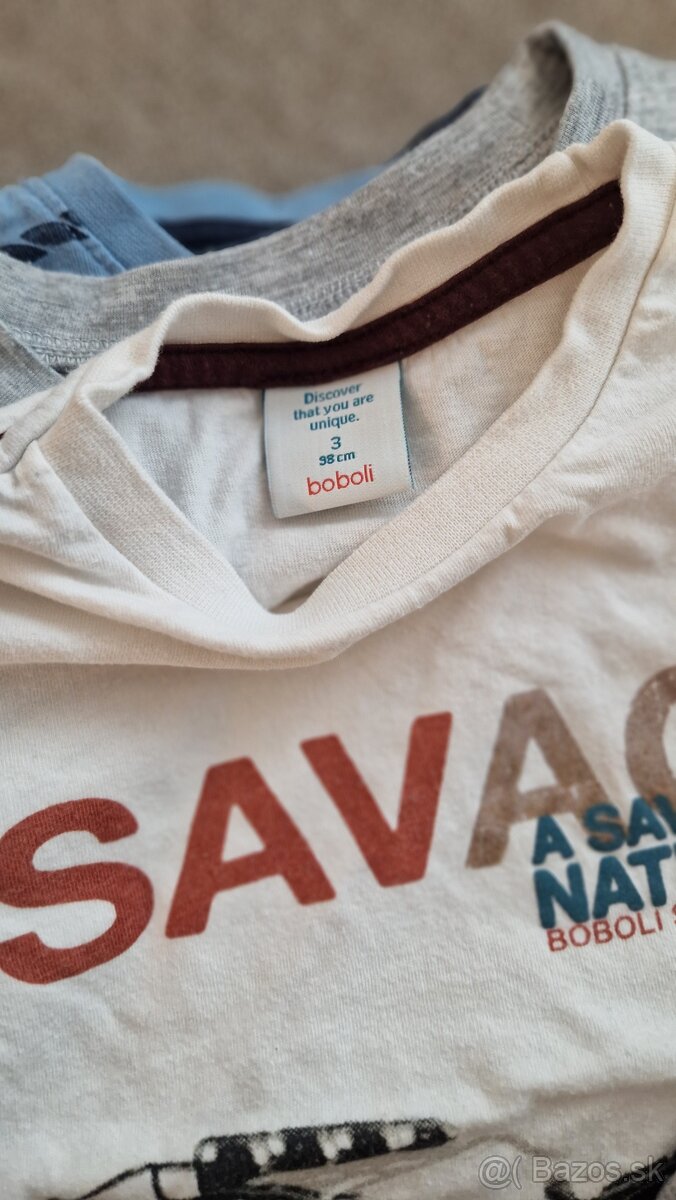 Discover
that you are
unique.
3
98 cm
boboli
SAVA
A SAV
NAT
BOBOLI
@( Bazos.sk